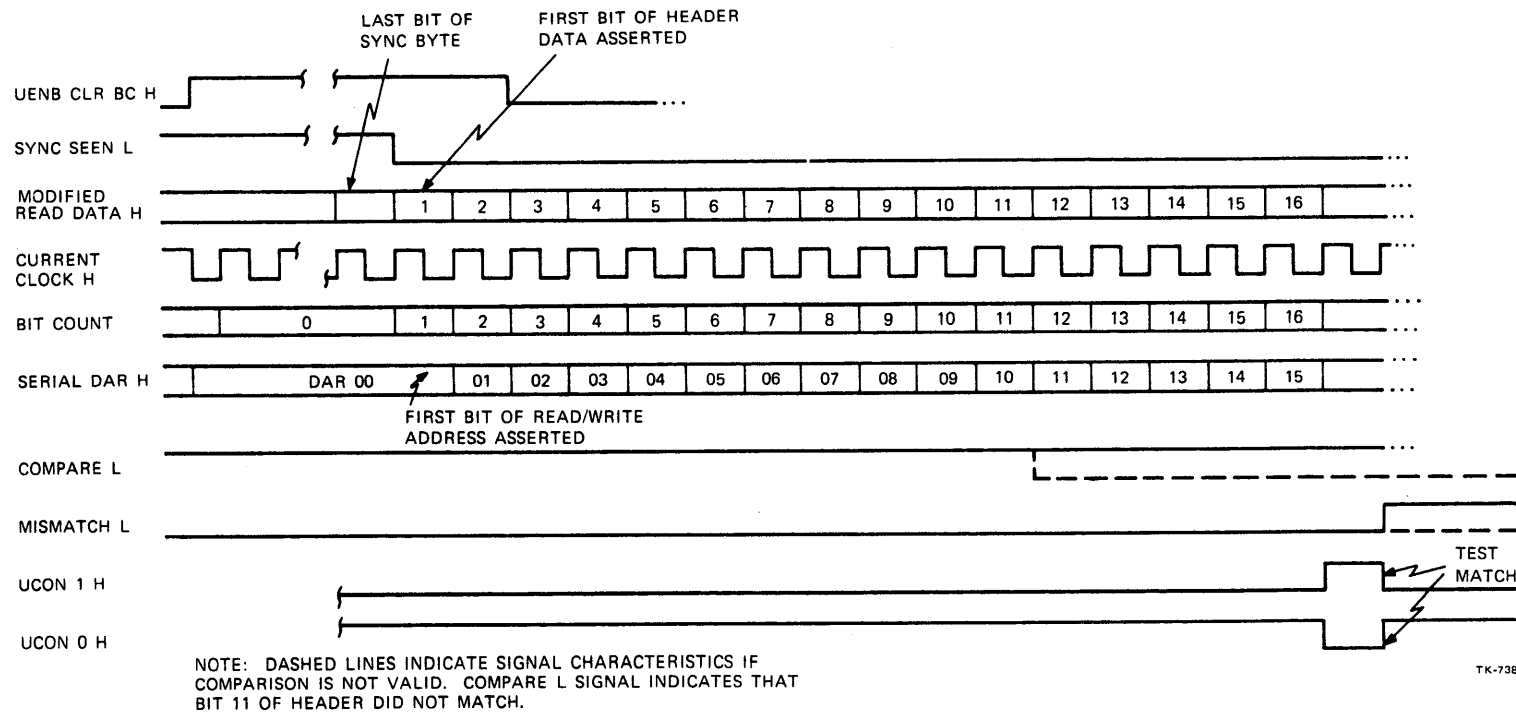 LAST BIT OF
SYNC BYTE
FIRST BIT OF HEADER
DATA ASSERTED
UENB CLR BC H
...
SYNC SEEN L
...
MODIFIED
READ DATA H
1 2 3 4 5 6 7 8 9 10 11 12 13 14 15 16
...
CURRENT
CLOCK H
...
BIT COUNT
0 1 2 3 4 5 6 7 8 9 10 11 12 13 14 15 16
...
SERIAL DAR H
DAR 00 01 02 03 04 05 06 07 08 09 10 11 12 13 14 15
...
FIRST BIT OF READ/WRITE
ADDRESS ASSERTED
COMPARE L
...
MISMATCH L
TEST
MATCH
UCON 1 H
UCON 0 H
NOTE: DASHED LINES INDICATE SIGNAL CHARACTERISTICS IF
COMPARISON IS NOT VALID. COMPARE L SIGNAL INDICATES THAT
BIT 11 OF HEADER DID NOT MATCH.
TK-738